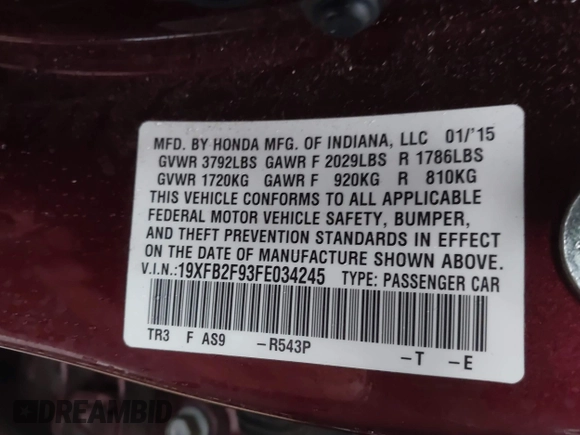 MFD. BY HONDA MFG. OF INDIANA, LLC 01/'15
GVWR 3792LBS GAWR F 2029LBS R 1786LBS
GVWR 1720KG GAWR F 920KG R 810KG
THIS VEHICLE CONFORMS TO ALL APPLICABLE
FEDERAL MOTOR VEHICLE SAFETY, BUMPER,
AND THEFT PREVENTION STANDARDS IN EFFECT
ON THE DATE OF MANUFACTURE SHOWN ABOVE.
V.I.N.:19XFB2F93FE034245 TYPE: PASSENGER CAR
TR3 F AS9 –R543P –T –E
DREAMBID